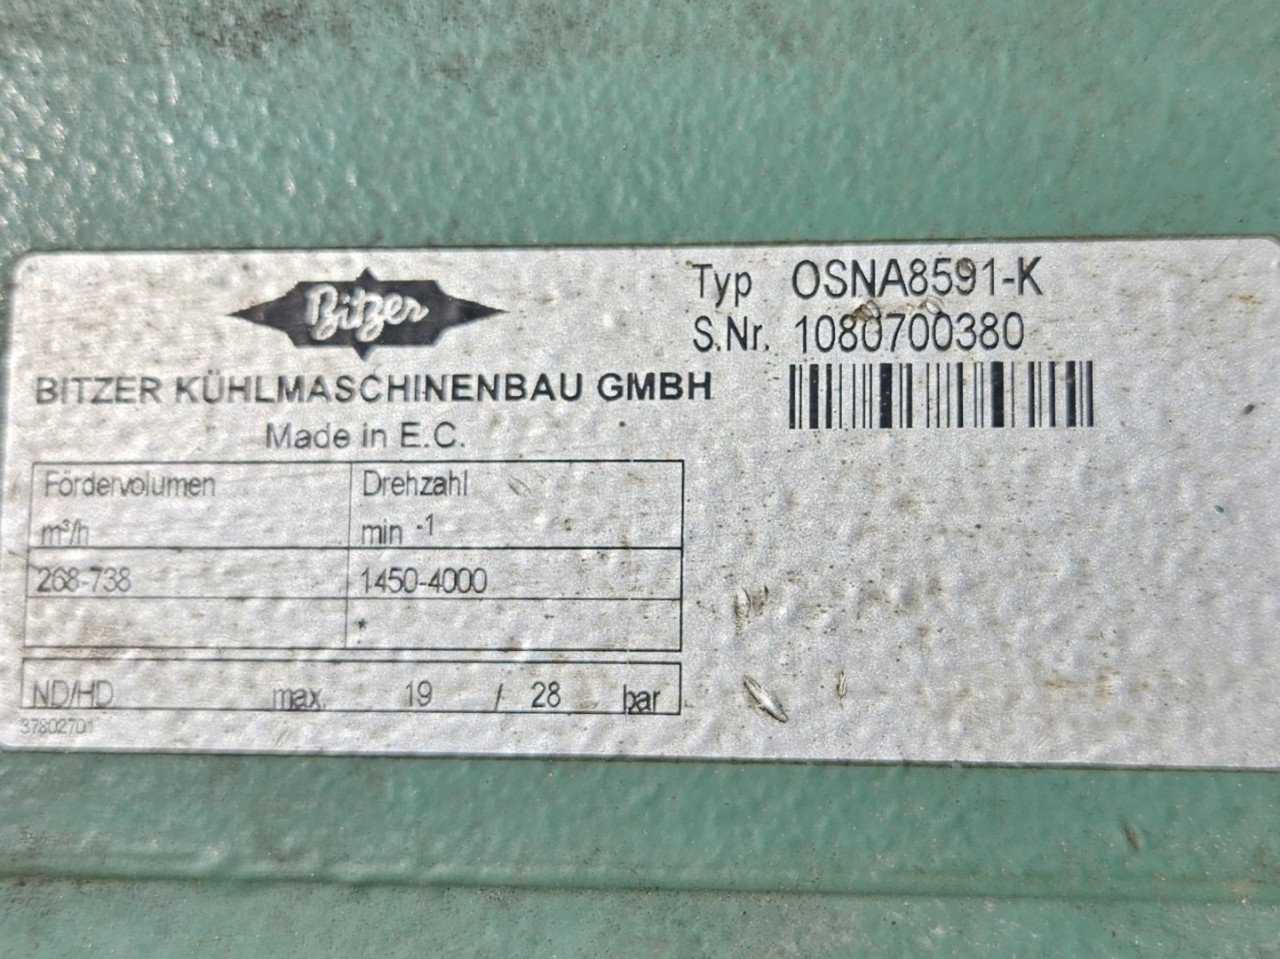 Bitzer
BITZER KÜHLMASCHINENBAU GMBH
Made in E.C.
Typ OSNA8591-K
S.Nr. 1080700380
Fördervolumen Drehzahl
m³/h min -1
268-738 1450-4000
*
ND/HD max. 19 / 28 bar
37802701